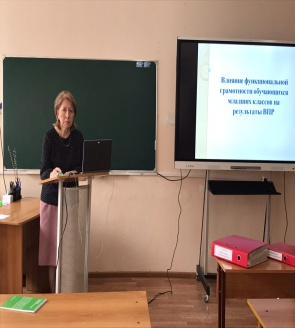 Влияние функциональной
грамотности обучающихся
младших классов на
результаты ВПР